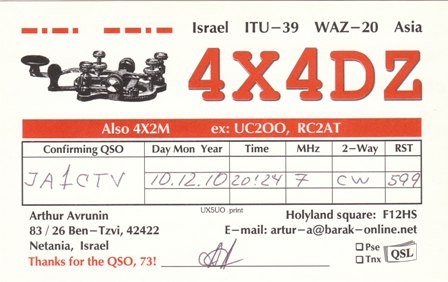 Israel ITU-39 WAZ-20 Asia
4X4DZ
Also 4X2M ex: UC2OO, RC2AT
Confirming QSO Day Mon Year Time MHz 2-Way RST
JA1CTV 10.12.10 20:24 7 CW 599
UX5UO print
Arthur Avrunin Holyland square: F12HS
83 / 26 Ben-Tzvi, 42422 E-mail: artur-a@barak-online.net
Netania, Israel
Pse QSL
Thanks for the QSO, 73! Tnx